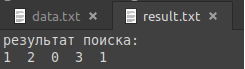 data.txt × result.txt ×
результат поиска:
1 2 0 3 1